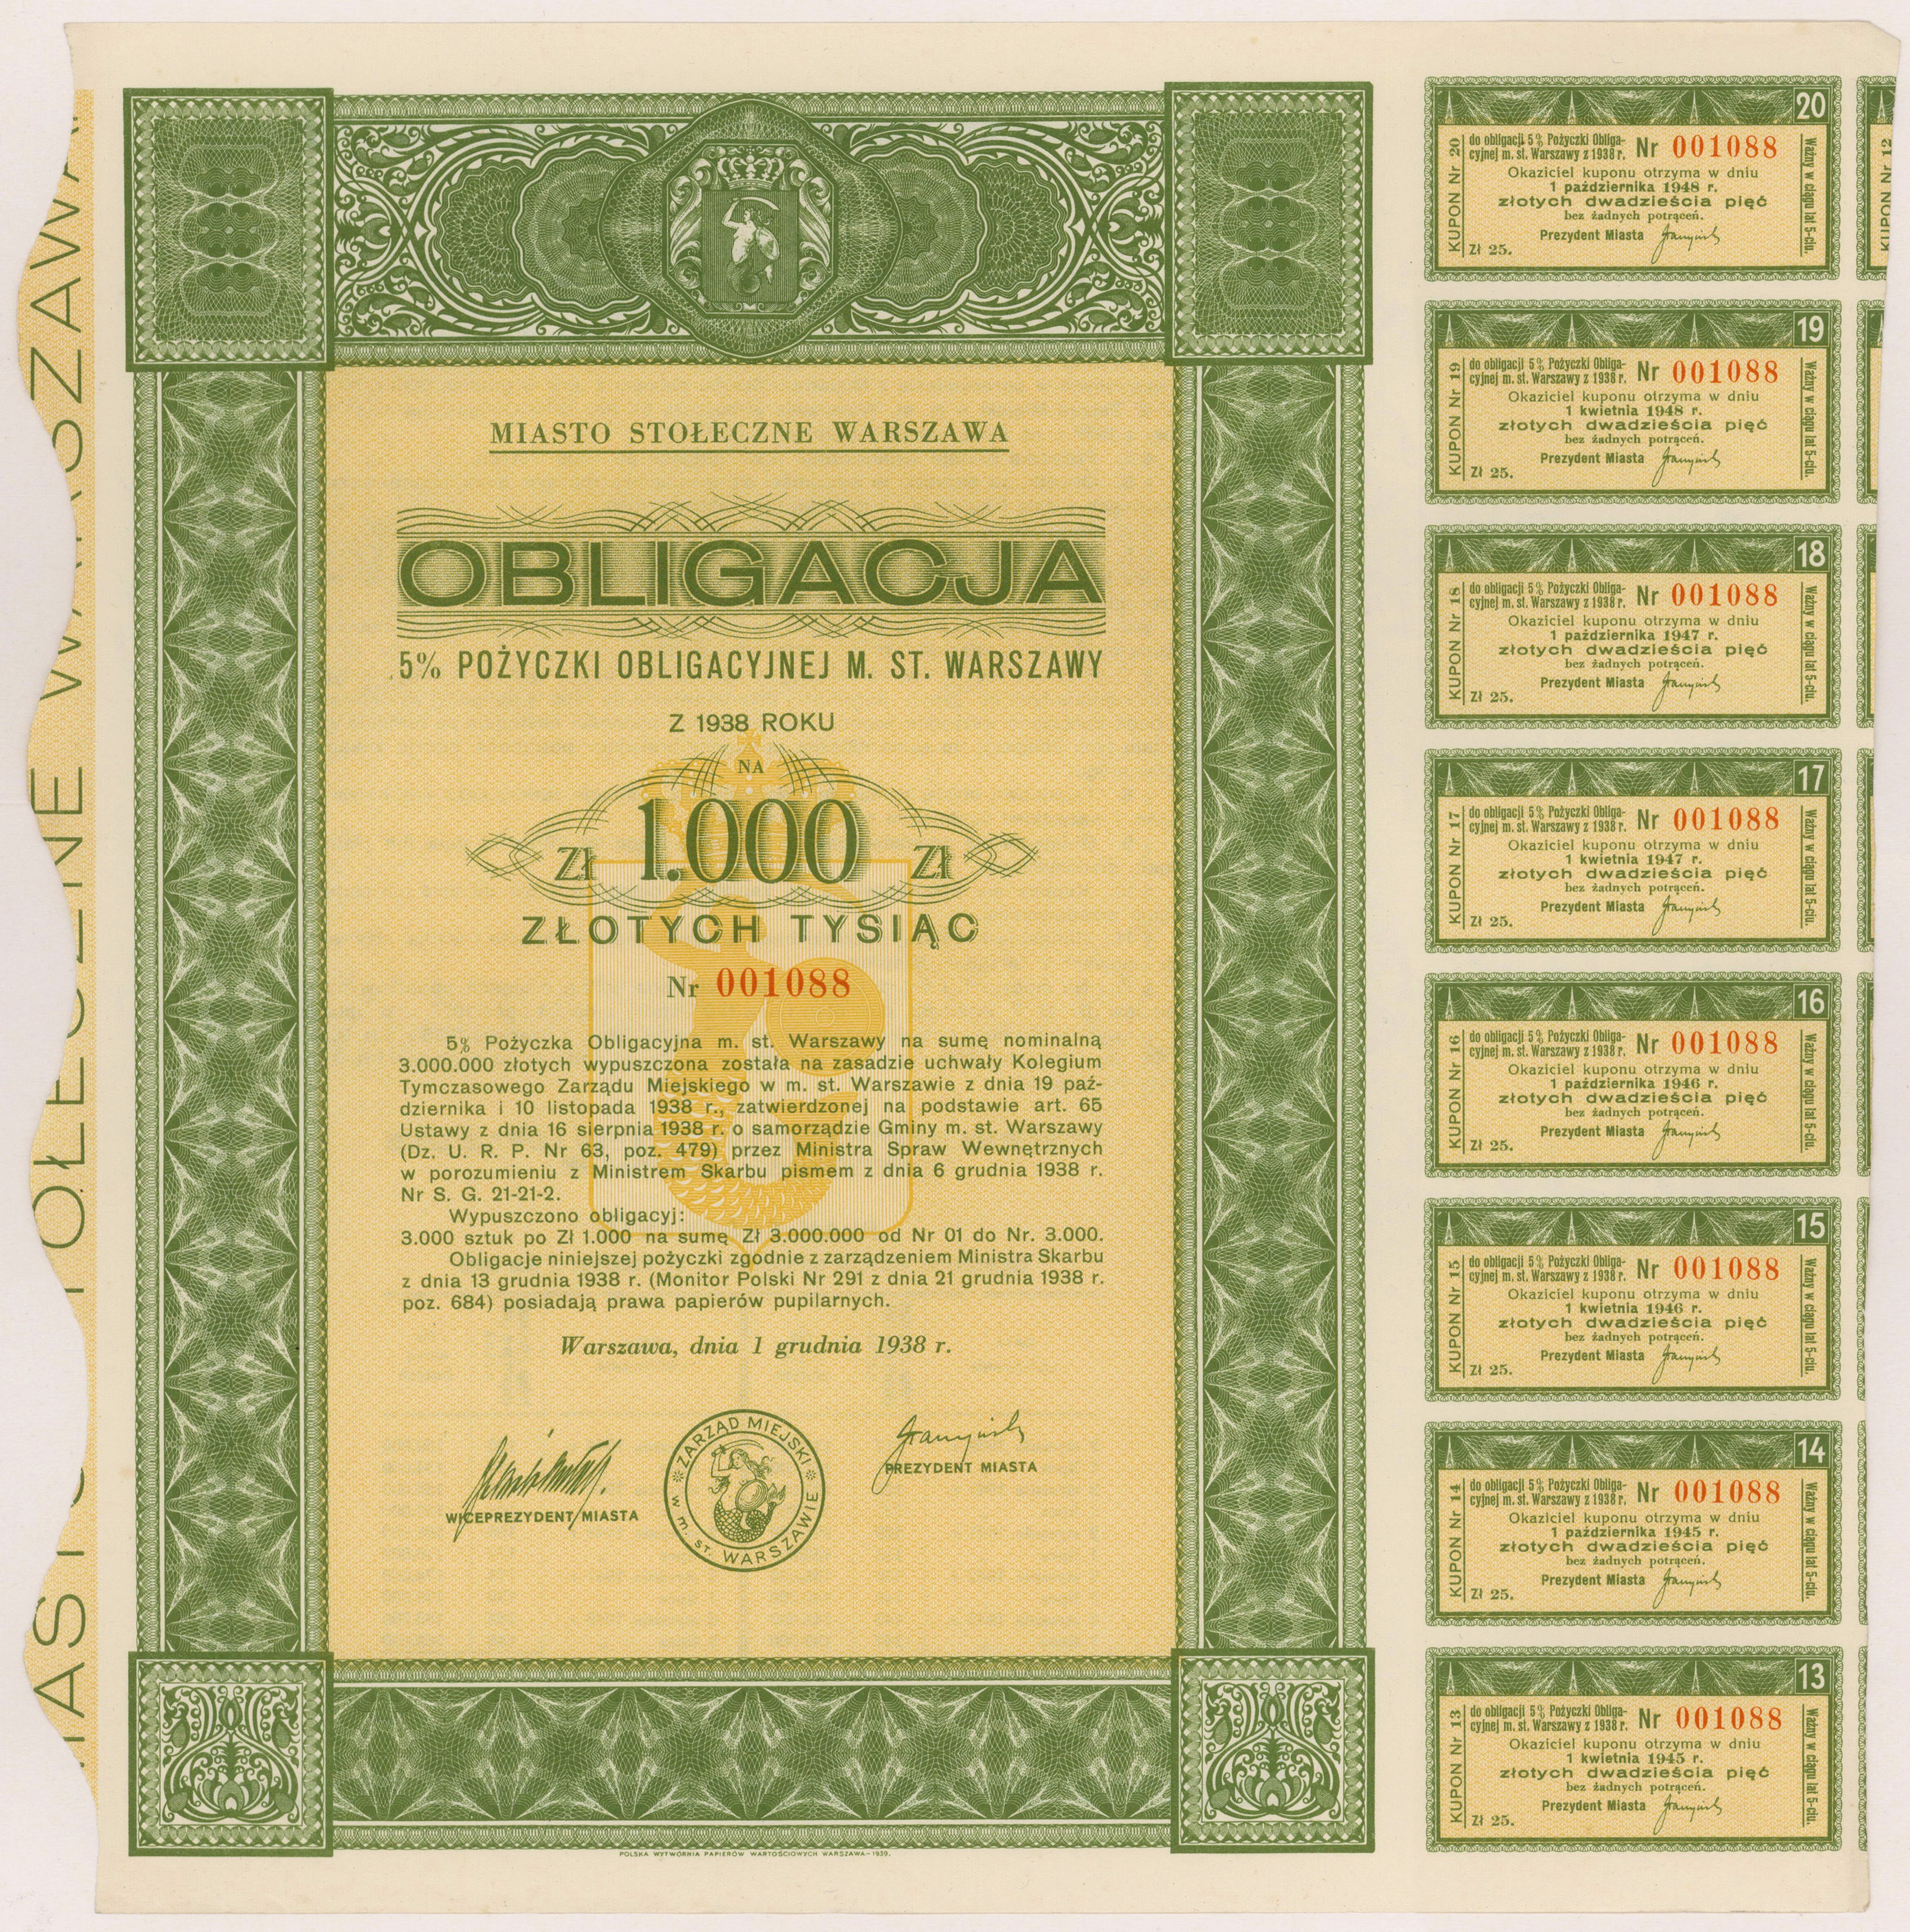 MIASTO STOŁECZNE WARSZAWA
MIASTO STOŁECZNE WARSZAWA
OBLIGACJA
5% POŻYCZKI OBLIGACYJNEJ M. ST. WARSZAWY
Z 1938 ROKU
NA
Zł 1.000 Zł
ZŁOTYCH TYSIĄC
Nr 001088
5% Pożyczka Obligacyjna m. st. Warszawy na sumę nominalną
3.000.000 złotych wypuszczona została na zasadzie uchwały Kolegium
Tymczasowego Zarządu Miejskiego w m. st. Warszawie z dnia 19 paź-
dziernika i 10 listopada 1938 r., zatwierdzonej na podstawie art. 65
Ustawy z dnia 16 sierpnia 1938 r. o samorządzie Gminy m. st. Warszawy
(Dz. U. R. P. Nr 63, poz. 479) przez Ministra Spraw Wewnętrznych
w porozumieniu z Ministrem Skarbu pismem z dnia 6 grudnia 1938 r.
Nr S. G. 21-21-2.
Wypuszczono obligacyj:
3.000 sztuk po Zł 1.000 na sumę Zł 3.000.000 od Nr 01 do Nr. 3.000.
Obligacje niniejszej pożyczki zgodnie z zarządzeniem Ministra Skarbu
z dnia 13 grudnia 1938 r. (Monitor Polski Nr 291 z dnia 21 grudnia 1938 r.
poz. 684) posiadają prawa papierów pupilarnych.
Warszawa, dnia 1 grudnia 1938 r.
WICEPREZYDENT MIASTA
ZARZĄD MIEJSKI
W M. ST. WARSZAWIE
PREZYDENT MIASTA
POLSKA WYTWÓRNIA PAPIERÓW WARTOŚCIOWYCH WARSZAWA–1939.
20
KUPON Nr 20
do obligacji 5% Pożyczki Obliga-
cyjnej m. st. Warszawy z 1938 r. Nr 001088
Okaziciel kuponu otrzyma w dniu
1 października 1948 r.
złotych dwadzieścia pięć
bez żadnych potrąceń.
Prezydent Miasta
Zł 25.
Ważny w ciągu lat 5-ciu.
19
KUPON Nr 19
do obligacji 5% Pożyczki Obliga-
cyjnej m. st. Warszawy z 1938 r. Nr 001088
Okaziciel kuponu otrzyma w dniu
1 kwietnia 1948 r.
złotych dwadzieścia pięć
bez żadnych potrąceń.
Prezydent Miasta
Zł 25.
Ważny w ciągu lat 5-ciu.
18
KUPON Nr 18
do obligacji 5% Pożyczki Obliga-
cyjnej m. st. Warszawy z 1938 r. Nr 001088
Okaziciel kuponu otrzyma w dniu
1 października 1947 r.
złotych dwadzieścia pięć
bez żadnych potrąceń.
Prezydent Miasta
Zł 25.
Ważny w ciągu lat 5-ciu.
17
KUPON Nr 17
do obligacji 5% Pożyczki Obliga-
cyjnej m. st. Warszawy z 1938 r. Nr 001088
Okaziciel kuponu otrzyma w dniu
1 kwietnia 1947 r.
złotych dwadzieścia pięć
bez żadnych potrąceń.
Prezydent Miasta
Zł 25.
Ważny w ciągu lat 5-ciu.
16
KUPON Nr 16
do obligacji 5% Pożyczki Obliga-
cyjnej m. st. Warszawy z 1938 r. Nr 001088
Okaziciel kuponu otrzyma w dniu
1 października 1946 r.
złotych dwadzieścia pięć
bez żadnych potrąceń.
Prezydent Miasta
Zł 25.
Ważny w ciągu lat 5-ciu.
15
KUPON Nr 15
do obligacji 5% Pożyczki Obliga-
cyjnej m. st. Warszawy z 1938 r. Nr 001088
Okaziciel kuponu otrzyma w dniu
1 kwietnia 1946 r.
złotych dwadzieścia pięć
bez żadnych potrąceń.
Prezydent Miasta
Zł 25.
Ważny w ciągu lat 5-ciu.
14
KUPON Nr 14
do obligacji 5% Pożyczki Obliga-
cyjnej m. st. Warszawy z 1938 r. Nr 001088
Okaziciel kuponu otrzyma w dniu
1 października 1945 r.
złotych dwadzieścia pięć
bez żadnych potrąceń.
Prezydent Miasta
Zł 25.
Ważny w ciągu lat 5-ciu.
13
KUPON Nr 13
do obligacji 5% Pożyczki Obliga-
cyjnej m. st. Warszawy z 1938 r. Nr 001088
Okaziciel kuponu otrzyma w dniu
1 kwietnia 1945 r.
złotych dwadzieścia pięć
bez żadnych potrąceń.
Prezydent Miasta
Zł 25.
Ważny w ciągu lat 5-ciu.
KUPON Nr 12